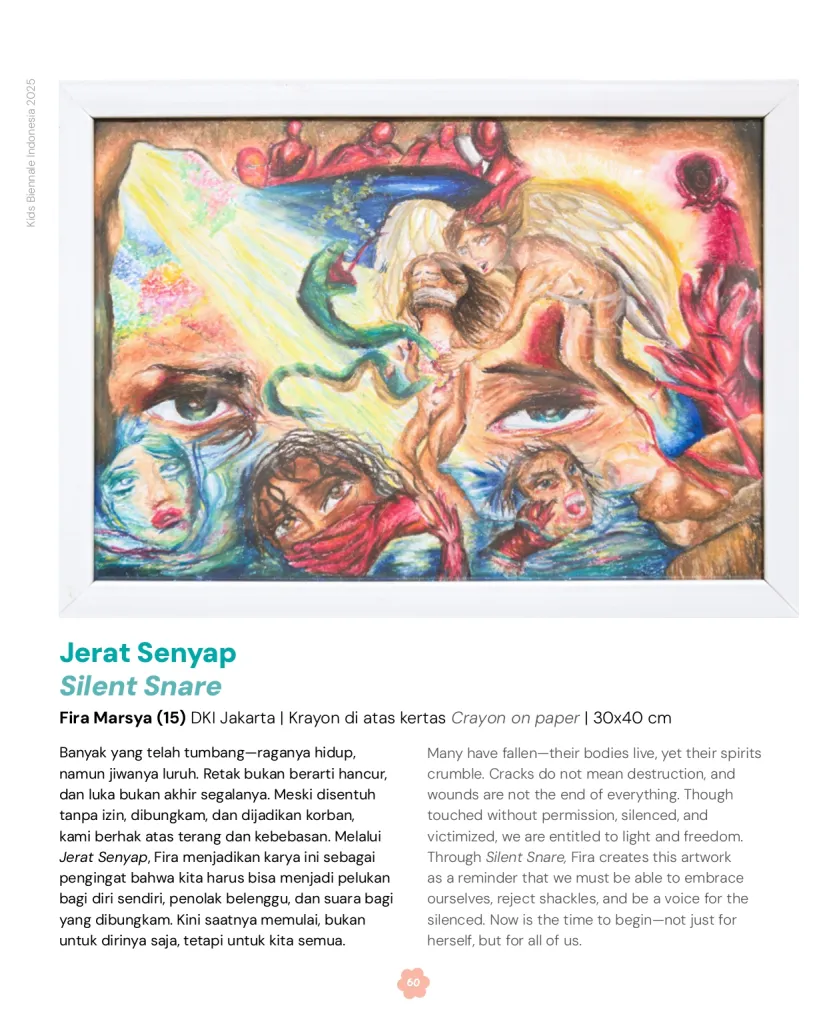 Kids Biennale Indonesia 2025
Jerat Senyap
Silent Snare
Fira Marsya (15) DKI Jakarta | Krayon di atas kertas Crayon on paper | 30x40 cm
Banyak yang telah tumbang—raganya hidup,
namun jiwanya luruh. Retak bukan berarti hancur,
dan luka bukan akhir segalanya. Meski disentuh
tanpa izin, dibungkam, dan dijadikan korban,
kami berhak atas terang dan kebebasan. Melalui
Jerat Senyap, Fira menjadikan karya ini sebagai
pengingat bahwa kita harus bisa menjadi pelukan
bagi diri sendiri, penolak belenggu, dan suara bagi
yang dibungkam. Kini saatnya memulai, bukan
untuk dirinya saja, tetapi untuk kita semua.
Many have fallen—their bodies live, yet their spirits
crumble. Cracks do not mean destruction, and
wounds are not the end of everything. Though
touched without permission, silenced, and
victimized, we are entitled to light and freedom.
Through Silent Snare, Fira creates this artwork
as a reminder that we must be able to embrace
ourselves, reject shackles, and be a voice for the
silenced. Now is the time to begin—not just for
herself, but for all of us.
60